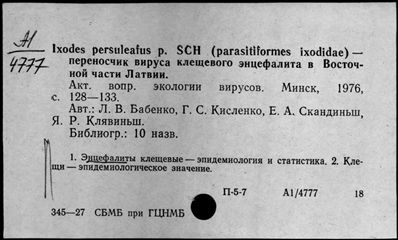 А1
4777
Ixodes persuleatus p. SCH (parasitiformes ixodidae) —
переносчик вируса клещевого энцефалита в Восточ-
ной части Латвии.
Акт. вопр. экологии вирусов. Минск, 1976,
с. 128—133.
Авт.: Л. В. Бабенко, Г. С. Кисленко, Е. А. Скандиньш,
Я. Р. Клявиньш.
Библиогр.: 10 назв.
1. Энцефалиты клещевые — эпидемиология и статистика. 2. Кле-
щи — эпидемиологическое значение.
П-5-7 А1/4777 18
345—27 СБМБ при ГЦНМБ